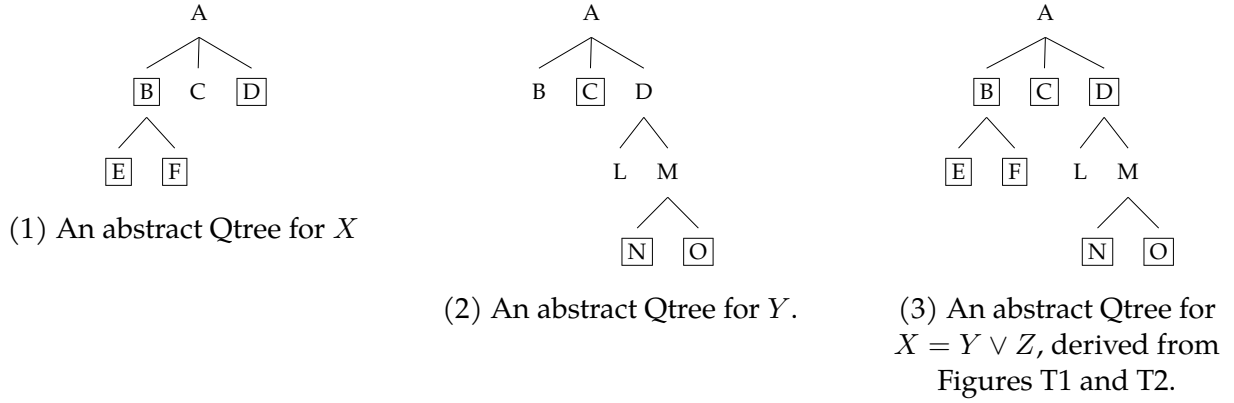 A
B C D
E F
(1) An abstract Qtree for X
A
B C D
L M
N O
(2) An abstract Qtree for Y.
A
B C D
E F L M
N O
(3) An abstract Qtree for
X = Y ∨ Z, derived from
Figures T1 and T2.